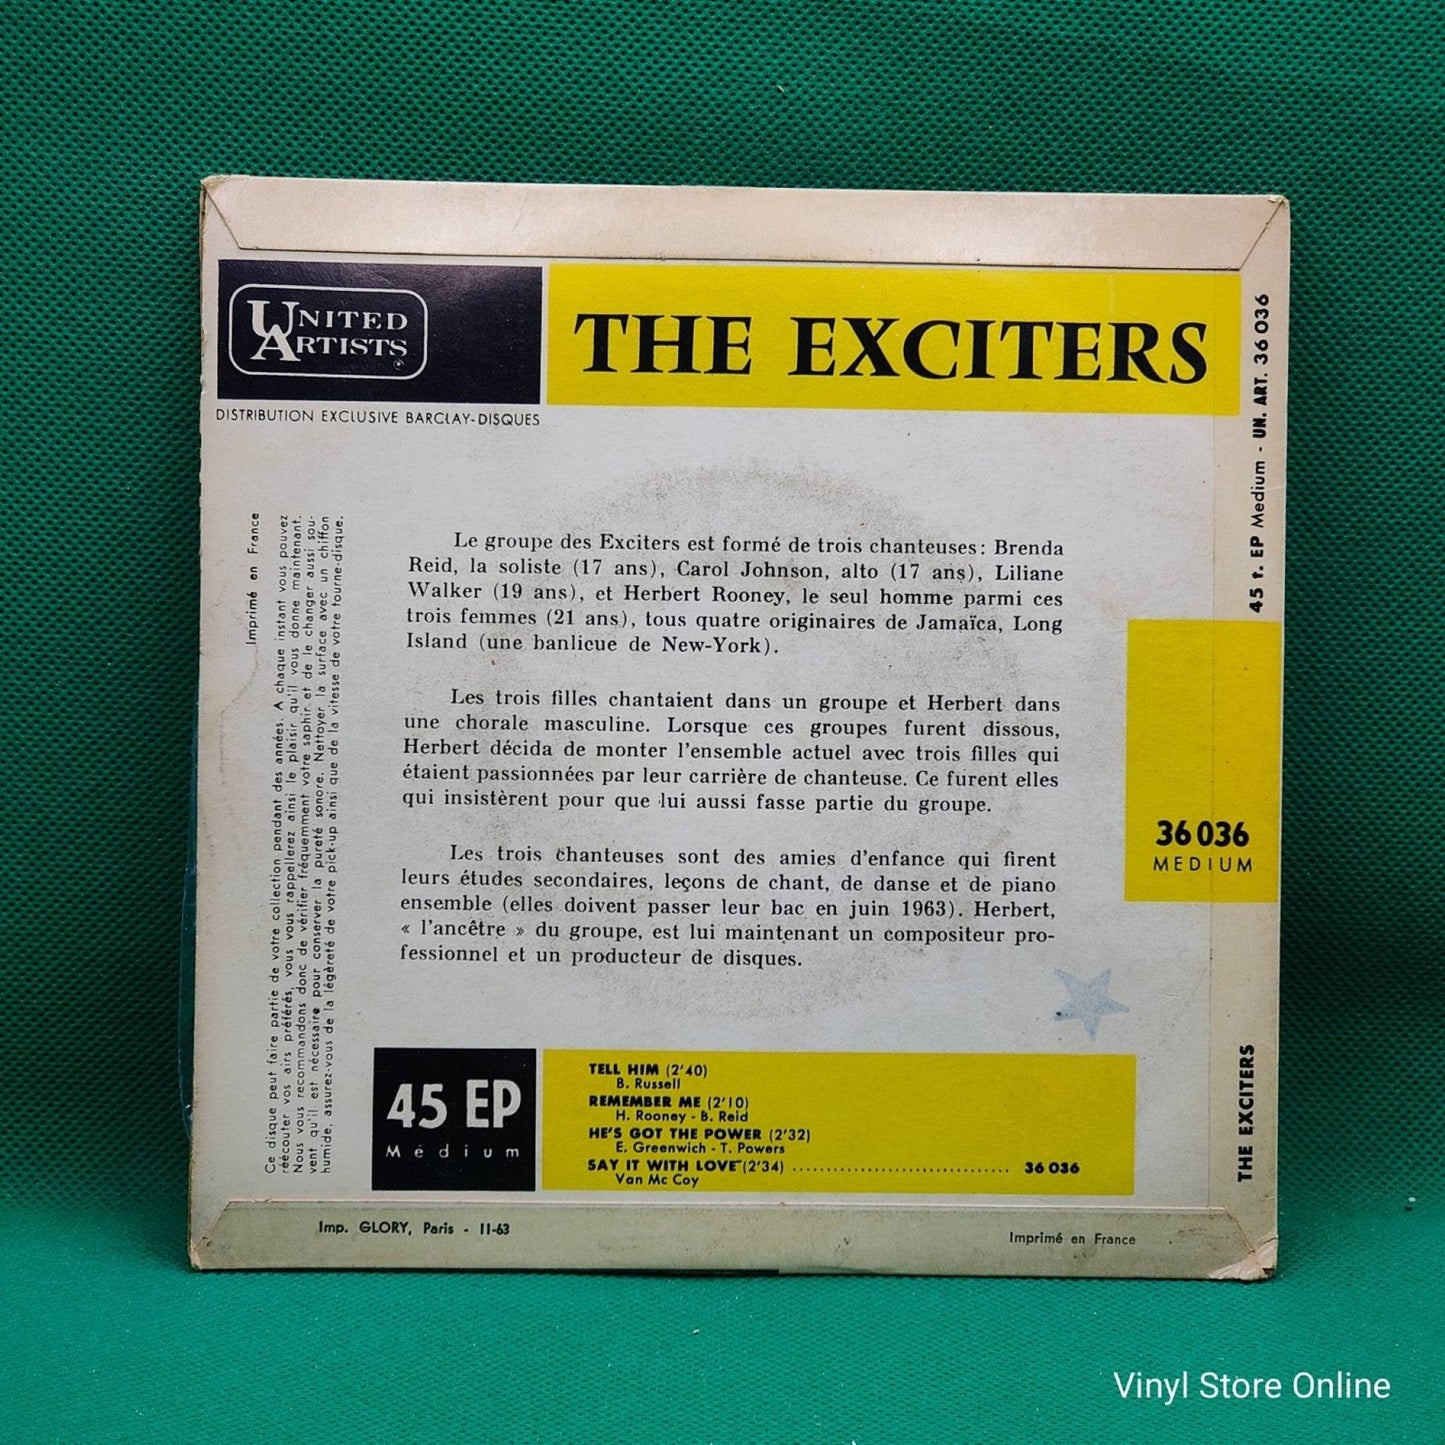 UNITED
ARTISTS
DISTRIBUTION EXCLUSIVE BARCLAY-DISQUES
THE EXCITERS
45 t. EP Medium - UN. ART. 36 036
Imprimé en France
Ce disque peut faire partie de votre collection pendant des années. A chaque instant vous pouvez
réécouter vos airs préférés, vous vous rappellerez ainsi le plaisir qu'il vous donne maintenant.
Nous vous recommandons donc de vérifier fréquemment votre saphir et de le changer aussi sou-
vent qu'il est nécessaire pour conserver la pureté sonore. Nettoyer la surface avec un chiffon
humide, assurez-vous de la légèreté de votre pick-up ainsi que de la vitesse de votre tourne-disque.
Le groupe des Exciters est formé de trois chanteuses: Brenda
Reid, la soliste (17 ans), Carol Johnson, alto (17 ans), Liliane
Walker (19 ans), et Herbert Rooney, le seul homme parmi ces
trois femmes (21 ans), tous quatre originaires de Jamaïca, Long
Island (une banlieue de New-York).
Les trois filles chantaient dans un groupe et Herbert dans
une chorale masculine. Lorsque ces groupes furent dissous,
Herbert décida de monter l'ensemble actuel avec trois filles qui
étaient passionnées par leur carrière de chanteuse. Ce furent elles
qui insistèrent pour que lui aussi fasse partie du groupe.
Les trois chanteuses sont des amies d'enfance qui firent
leurs études secondaires, leçons de chant, de danse et de piano
ensemble (elles doivent passer leur bac en juin 1963). Herbert,
« l'ancêtre » du groupe, est lui maintenant un compositeur pro-
fessionnel et un producteur de disques.
36 036
MEDIUM
45 EP
Médium
TELL HIM (2'40)
B. Russell
REMEMBER ME (2'10)
H. Rooney - B. Reid
HE'S GOT THE POWER (2'32)
E. Greenwich - T. Powers
SAY IT WITH LOVE (2'34) ................................ 36 036
Van Mc Coy
THE EXCITERS
Imp. GLORY, Paris - 11-63
Imprimé en France
Vinyl Store Online